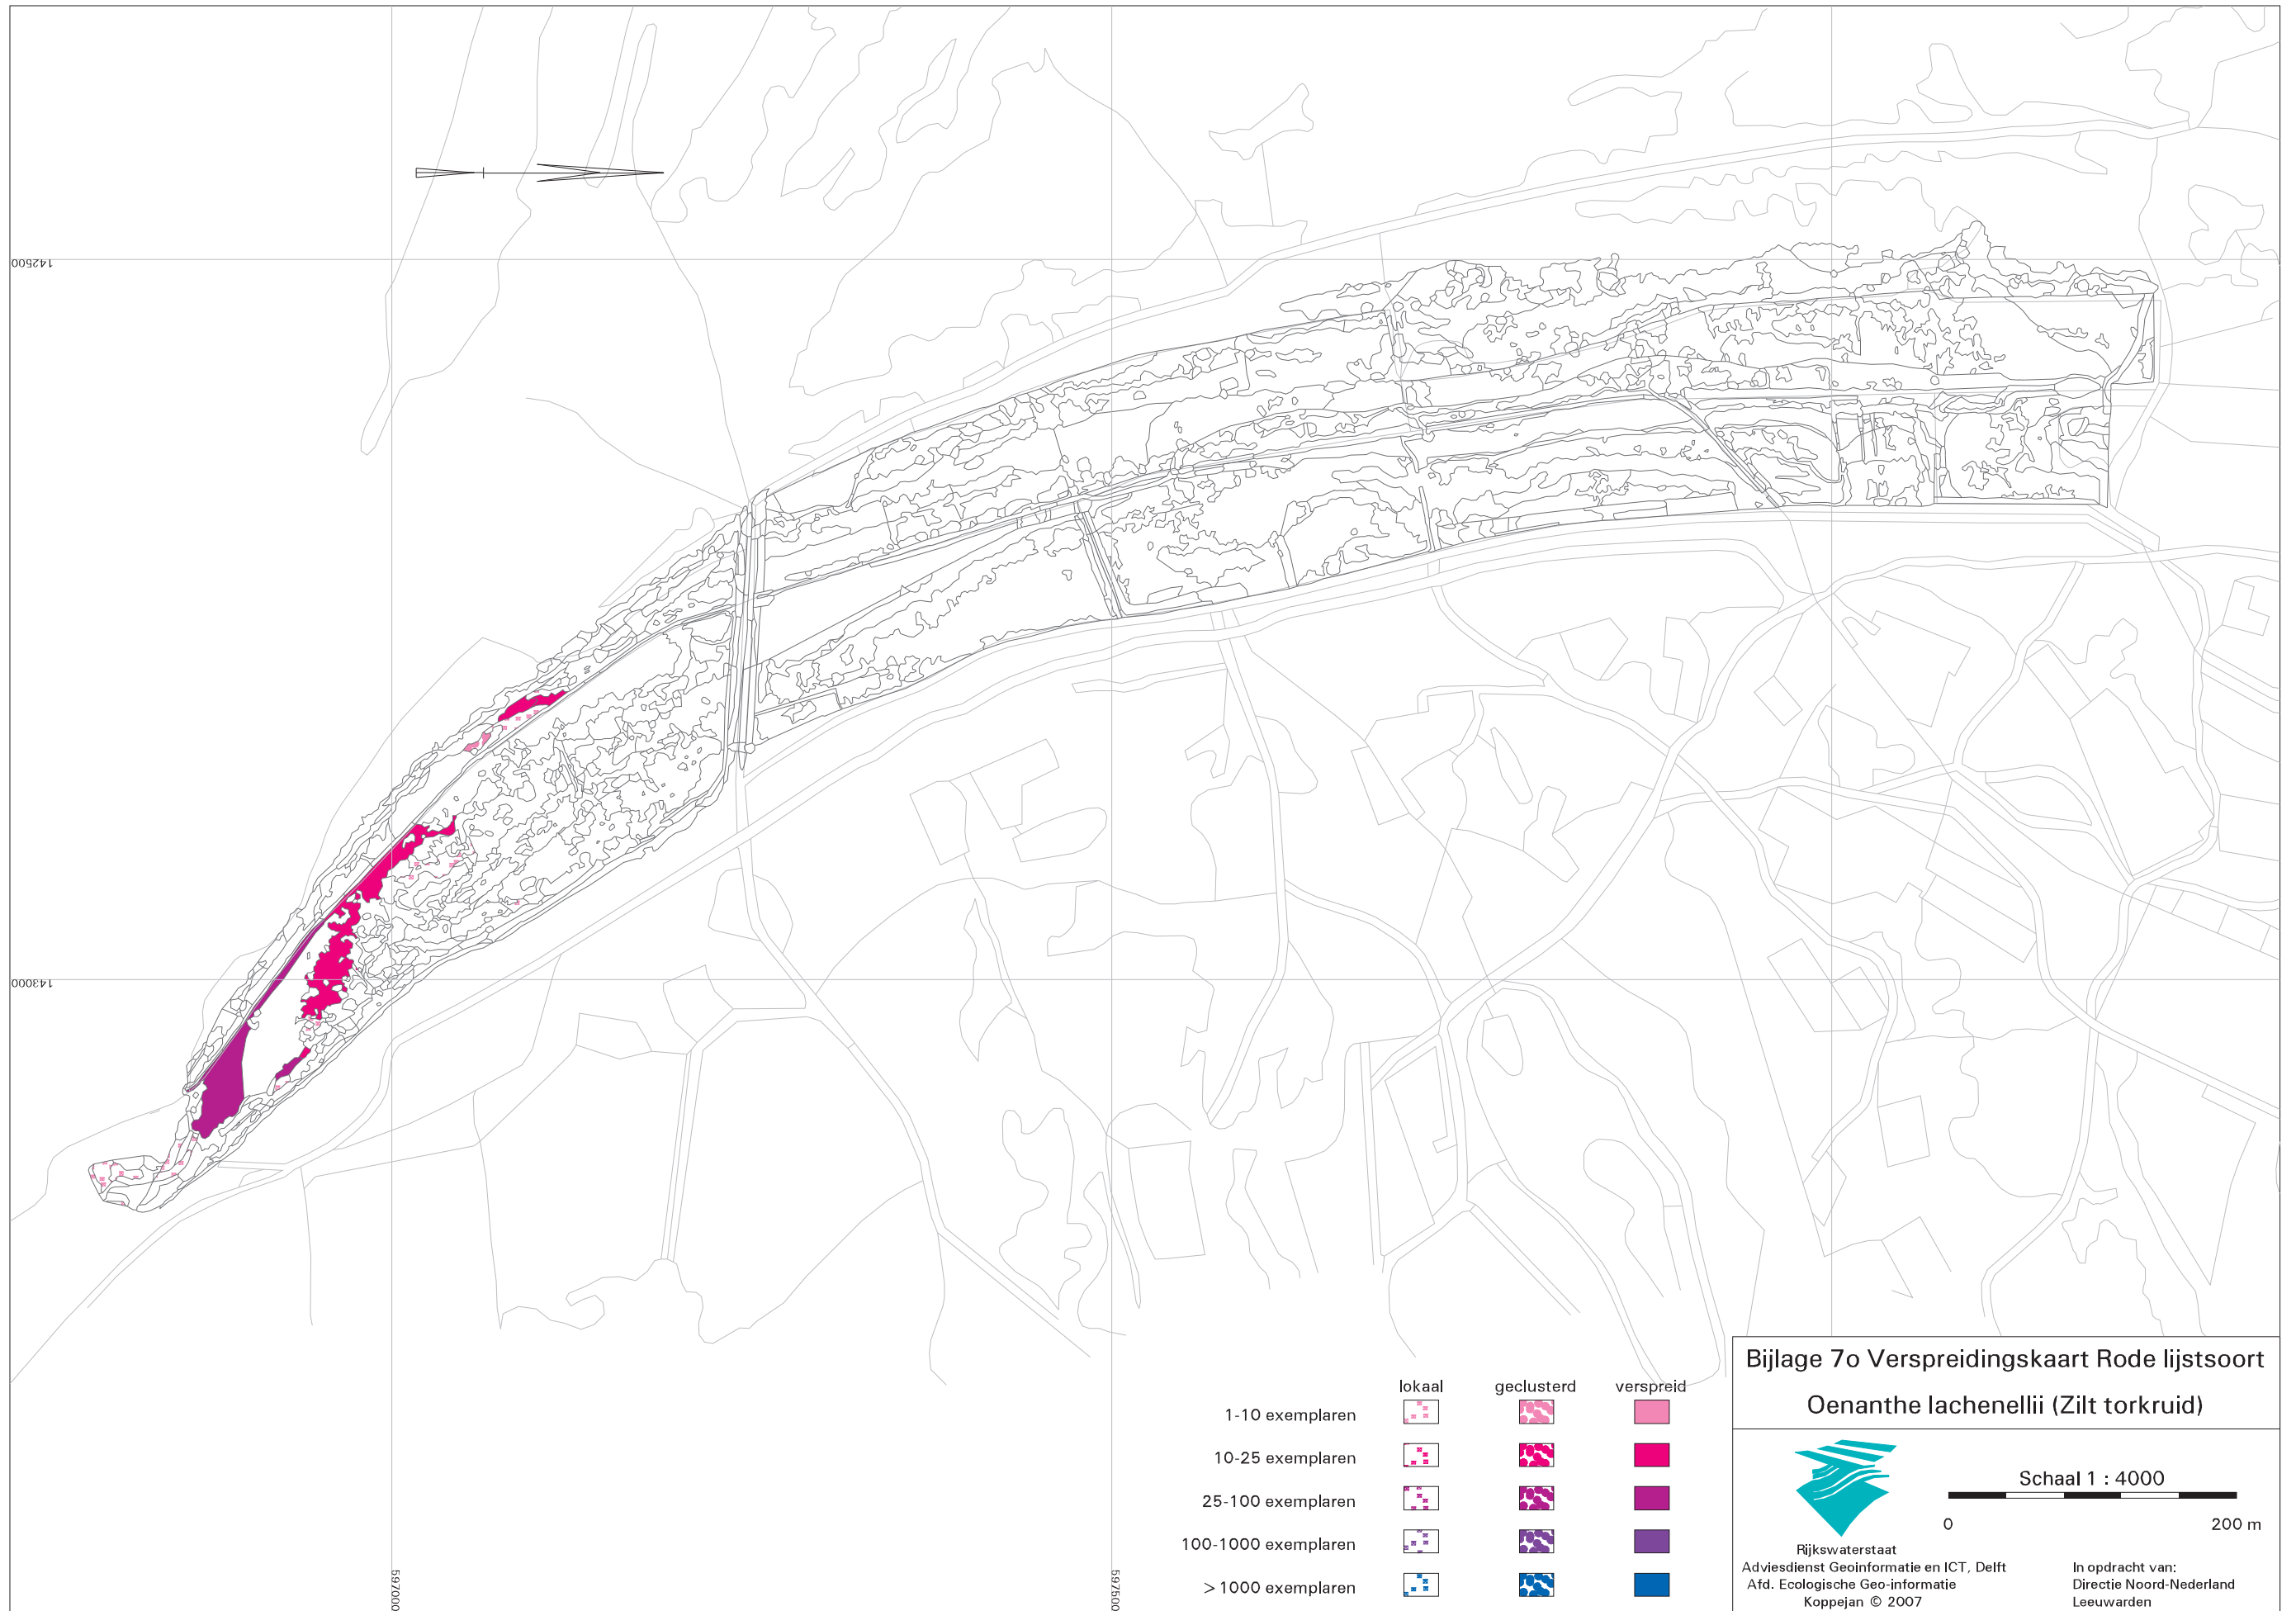 142500
143000
597000
597500
lokaal geclusterd verspreid
1-10 exemplaren
10-25 exemplaren
25-100 exemplaren
100-1000 exemplaren
> 1000 exemplaren
Bijlage 7o Verspreidingskaart Rode lijstsoort
Oenanthe lachenellii (Zilt torkruid)
Schaal 1 : 4000
0 200 m
Rijkswaterstaat
Adviesdienst Geoinformatie en ICT, Delft
Afd. Ecologische Geo-informatie
Koppejan © 2007
In opdracht van:
Directie Noord-Nederland
Leeuwarden